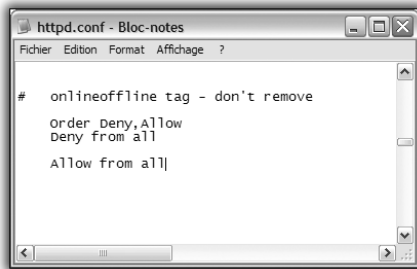 httpd.conf - Bloc-notes
Fichier Edition Format Affichage ?
# onlineoffline tag - don't remove
Order Deny,Allow
Deny from all
Allow from all